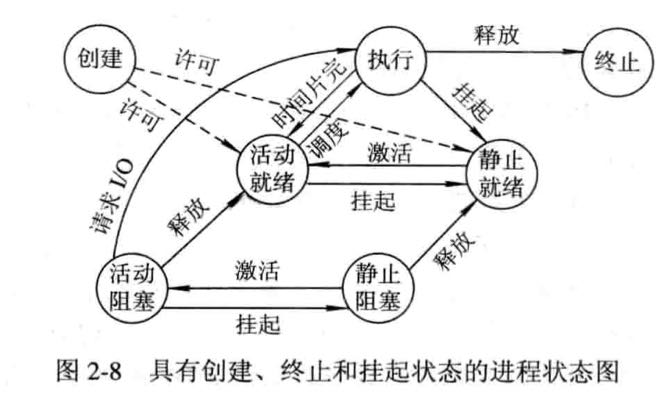 创建
许可
许可
执行
释放
终止
时间片完
调度
挂起
请求 I/O
活动
就绪
激活
挂起
静止
就绪
释放
释放
活动
阻塞
激活
挂起
静止
阻塞
图 2-8 具有创建、终止和挂起状态的进程状态图